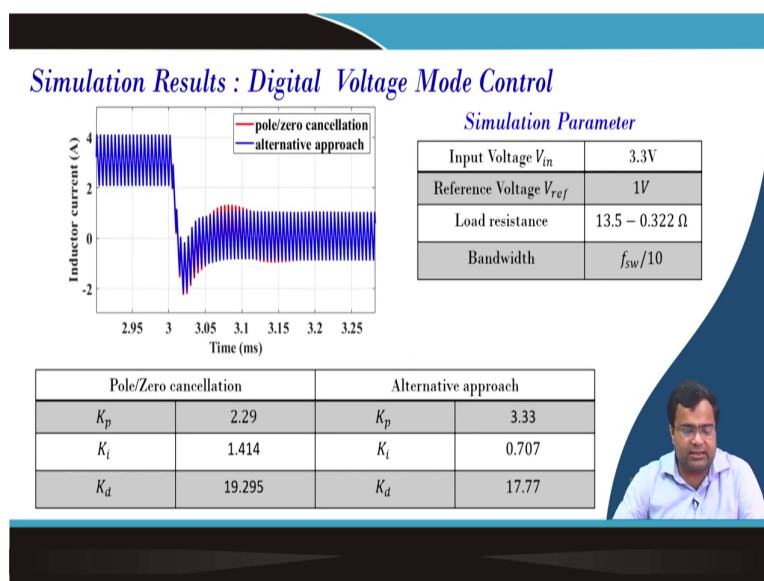 Simulation Results : Digital Voltage Mode Control
pole/zero cancellation
alternative approach
Inductor current (A)
4
2
0
-2
2.95 3 3.05 3.1 3.15 3.2 3.25
Time (ms)
Simulation Parameter
Input Voltage V_in 3.3V
Reference Voltage V_ref 1V
Load resistance 13.5 – 0.322 Ω
Bandwidth f_sw/10
Pole/Zero cancellation Alternative approach
K_p 2.29 K_p 3.33
K_i 1.414 K_i 0.707
K_d 19.295 K_d 17.77